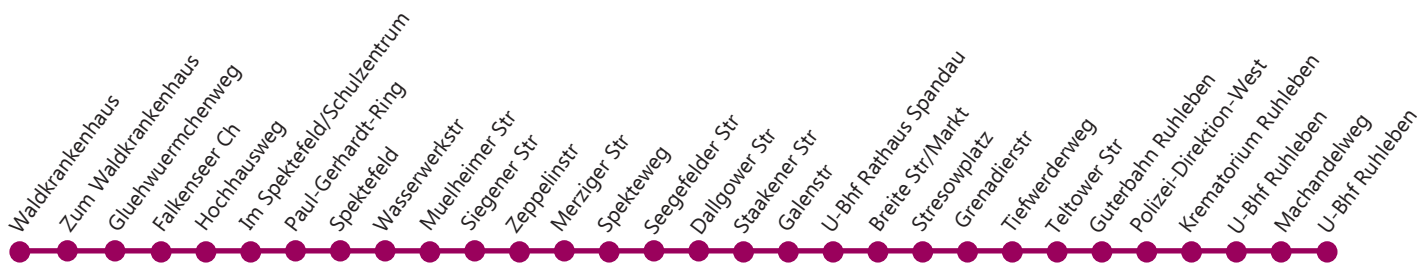 Waldkrankenhaus
Zum Waldkrankenhaus
Gluehwuermchenweg
Falkenseer Ch
Hochhausweg
Im Spektefeld/Schulzentrum
Paul-Gerhardt-Ring
Spektefeld
Wasserwerkstr
Muelheimer Str
Siegener Str
Zeppelinstr
Merziger Str
Spekteweg
Seegefelder Str
Dallgower Str
Staakener Str
Galenstr
U-Bhf Rathaus Spandau
Breite Str/Markt
Stresowplatz
Grenadierstr
Tiefwerderweg
Teltower Str
Guterbahn Ruhleben
Polizei-Direktion-West
Krematorium Ruhleben
U-Bhf Ruhleben
Machandelweg
U-Bhf Ruhleben